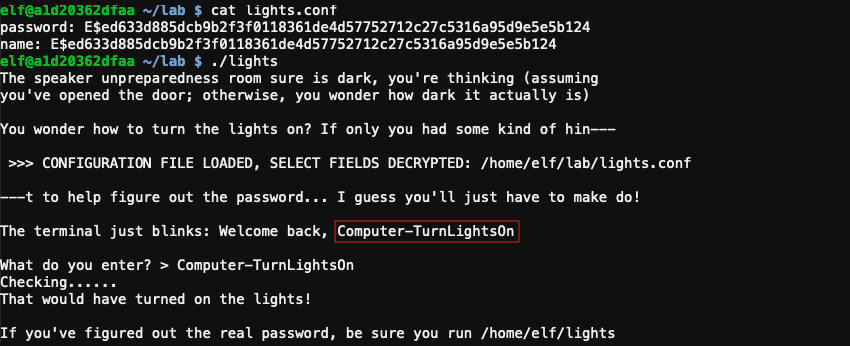 elf@a1d20362dfaa ~/lab $ cat lights.conf
password: E$ed633d885dcb9b2f3f0118361de4d57752712c27c5316a95d9e5e5b124
name: E$ed633d885dcb9b2f3f0118361de4d57752712c27c5316a95d9e5e5b124
elf@a1d20362dfaa ~/lab $ ./lights
The speaker unpreparedness room sure is dark, you're thinking (assuming
you've opened the door; otherwise, you wonder how dark it actually is)
You wonder how to turn the lights on? If only you had some kind of hin---
>>> CONFIGURATION FILE LOADED, SELECT FIELDS DECRYPTED: /home/elf/lab/lights.conf
---t to help figure out the password... I guess you'll just have to make do!
The terminal just blinks: Welcome back, Computer-TurnLightsOn
What do you enter? > Computer-TurnLightsOn
Checking......
That would have turned on the lights!
If you've figured out the real password, be sure you run /home/elf/lights